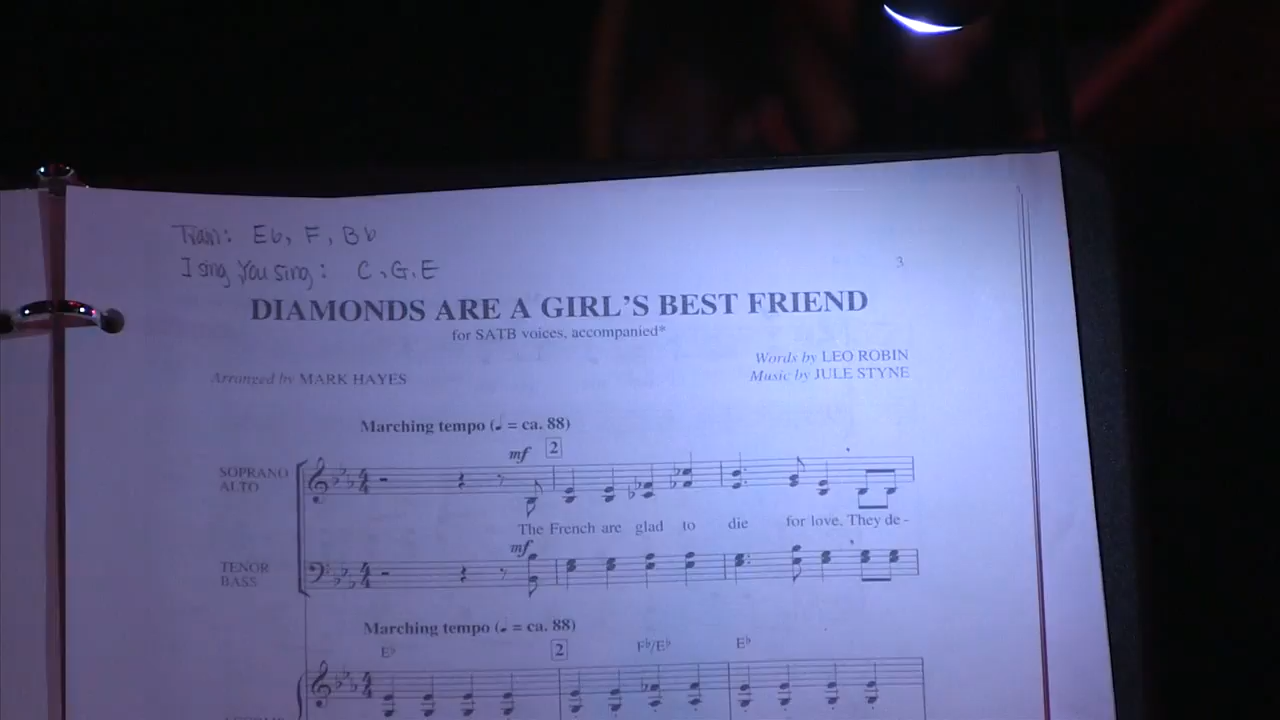 Train: Eb, F, Bb
I sing You sing: C, G, E
3
DIAMONDS ARE A GIRL'S BEST FRIEND
for SATB voices, accompanied*
Words by LEO ROBIN
Arranged by MARK HAYES
Music by JULE STYNE
Marching tempo (♩ = ca. 88)
mf 2
SOPRANO
ALTO
The French are glad to die for love. They de -
mf
TENOR
BASS
Marching tempo (♩ = ca. 88)
E♭ 2 F♭/E♭ E♭